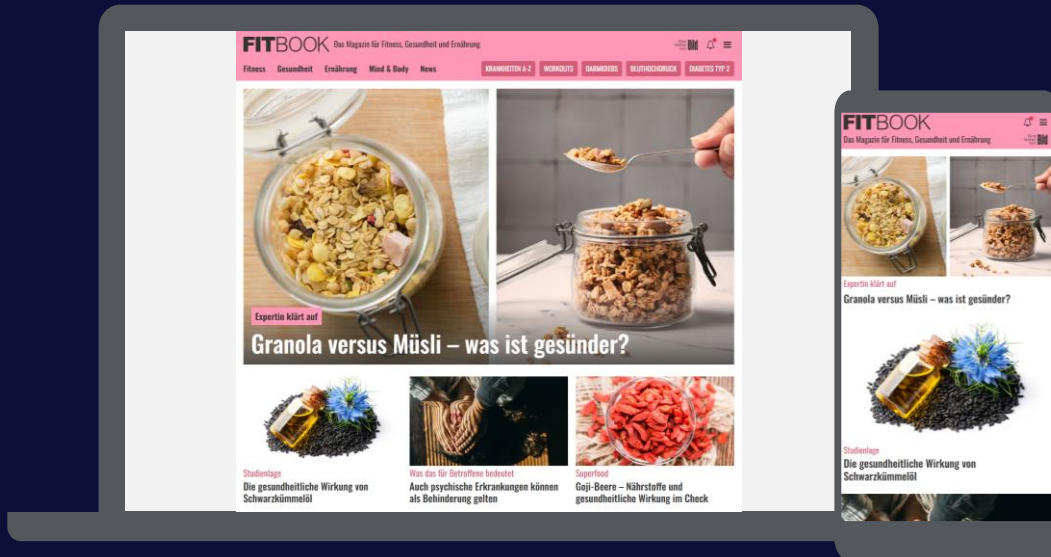 FITBOOK Das Magazin für Fitness, Gesundheit und Ernährung
Bild
Fitness Gesundheit Ernährung Mind & Body News
KRANKHEITEN A-Z WORKOUTS DARMKREBS BLUTHOCHDRUCK DIABETES TYP 2
Expertin klärt auf
Granola versus Müsli – was ist gesünder?
Studienlage
Die gesundheitliche Wirkung von
Schwarzkümmelöl
Was das für Betroffene bedeutet
Auch psychische Erkrankungen können
als Behinderung gelten
Superfood
Goji-Beere – Nährstoffe und
gesundheitliche Wirkung im Check
FITBOOK
Das Magazin für Fitness, Gesundheit und Ernährung
Bild
Expertin klärt auf
Granola versus Müsli – was ist gesünder?
Studienlage
Die gesundheitliche Wirkung von
Schwarzkümmelöl